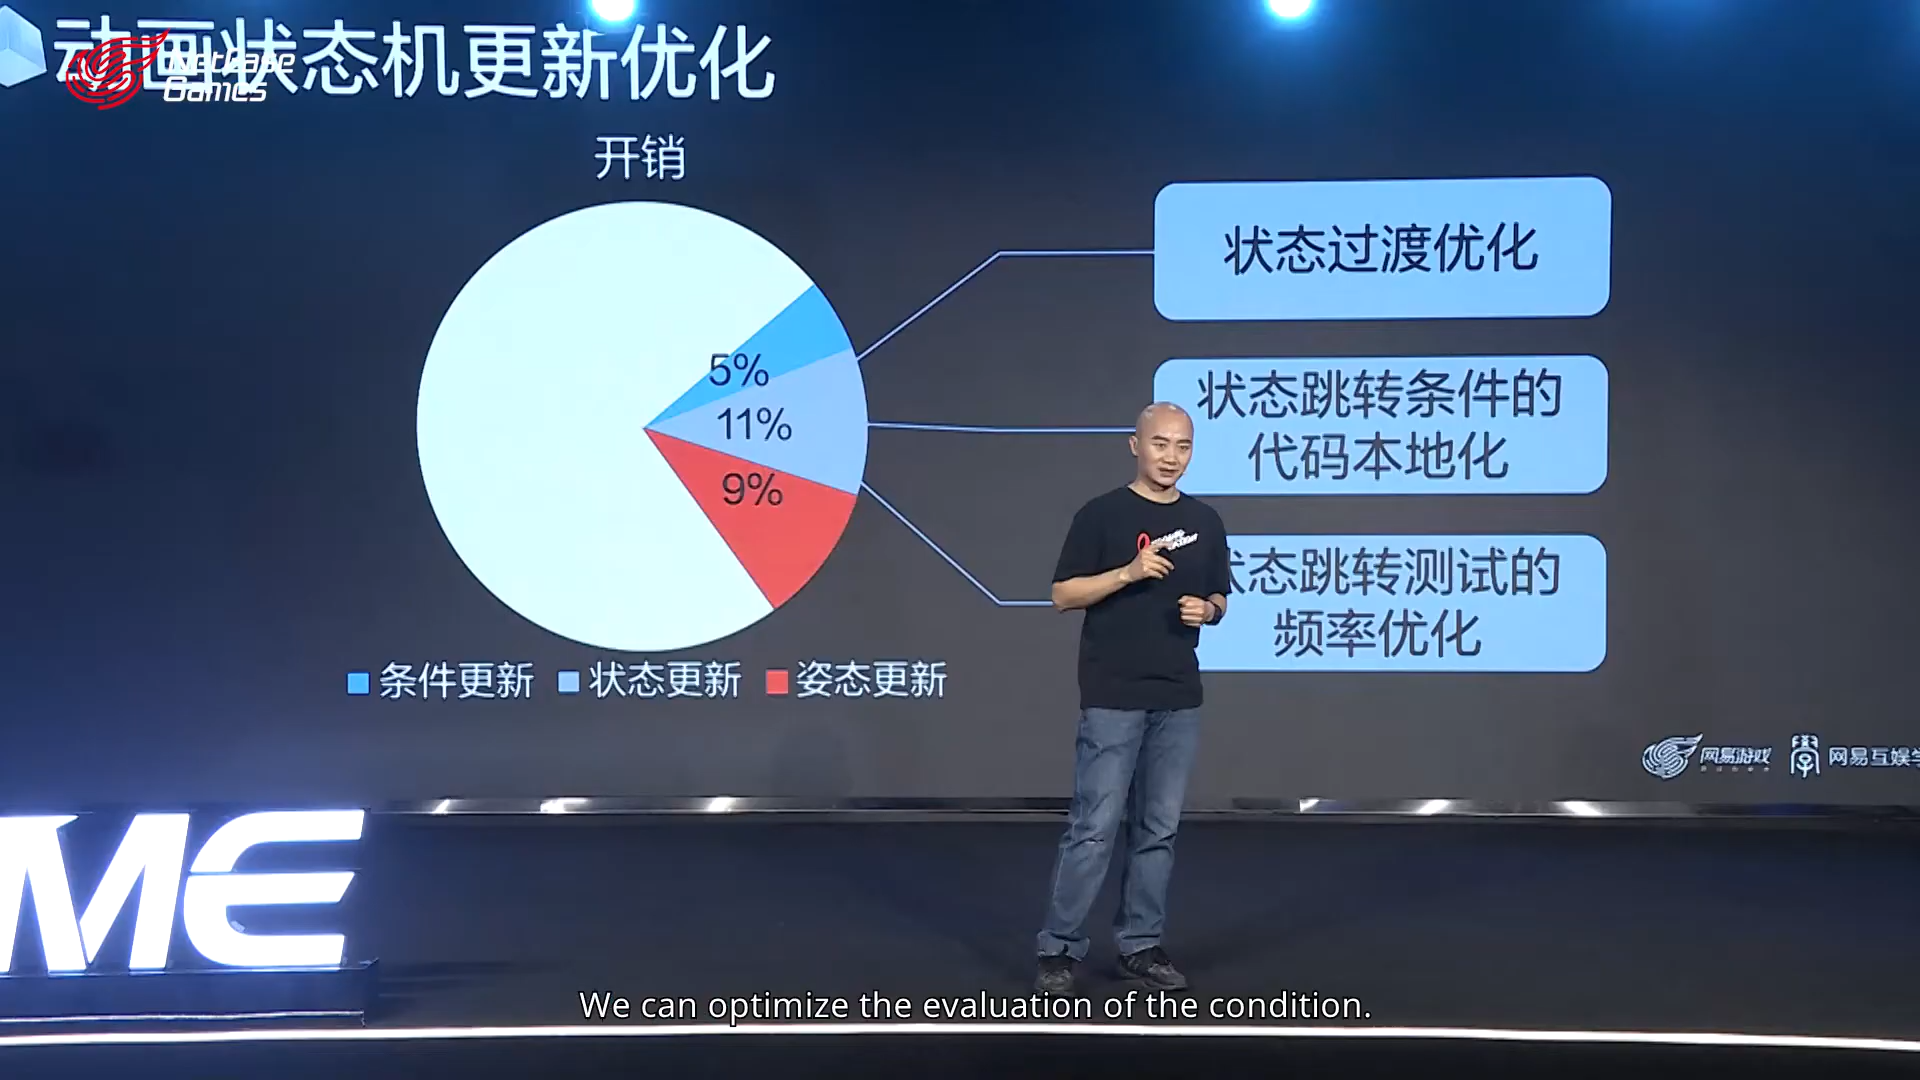 动画状态机更新优化
NetEase
Games
开销
5%
11%
9%
条件更新
状态更新
姿态更新
状态过渡优化
状态跳转条件的
代码本地化
状态跳转测试的
频率优化
网易游戏
网易互娱学
ME
We can optimize the evaluation of the condition.